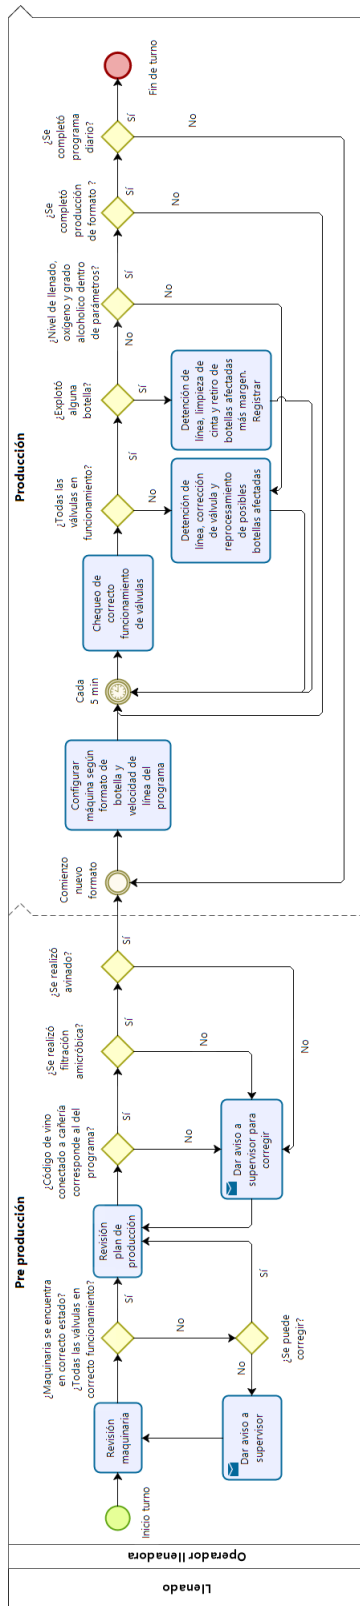 Llenado
Operador llenadora
Pre producción
Inicio turno
Revisión
maquinaria
¿Maquinaria se encuentra
en correcto estado?
¿Todas las válvulas en
correcto funcionamiento?
Sí
No
¿Se puede
corregir?
No
Sí
Dar aviso a
supervisor
Revisión
plan de
producción
¿Código de vino
conectado a cañería
corresponde al del
programa?
Sí
No
¿Se realizó
filtración
amicróbica?
Sí
No
¿Se realizó
avinado?
Sí
No
Dar aviso a
supervisor para
corregir
Producción
Comienzo
nuevo
formato
Configurar
máquina según
formato de
botella y
velocidad de
línea del
programa
Cada
5 min
Chequeo de
correcto
funcionamiento
de válvulas
¿Todas las
válvulas en
funcionamiento?
Sí
No
Detención de
línea, corrección
de válvula y
reprocesamiento
de posibles
botellas afectadas
¿Explotó
alguna
botella?
No
Sí
Detención de
línea, limpieza de
cinta y retiro de
botellas afectadas
más margen.
Registrar
¿Nivel de llenado,
oxígeno y grado
alcoholico dentro
de parámetros?
Sí
No
¿Se
completó
producción
de formato ?
Sí
No
¿Se
completó
programa
diario?
Sí
No
Fin de turno